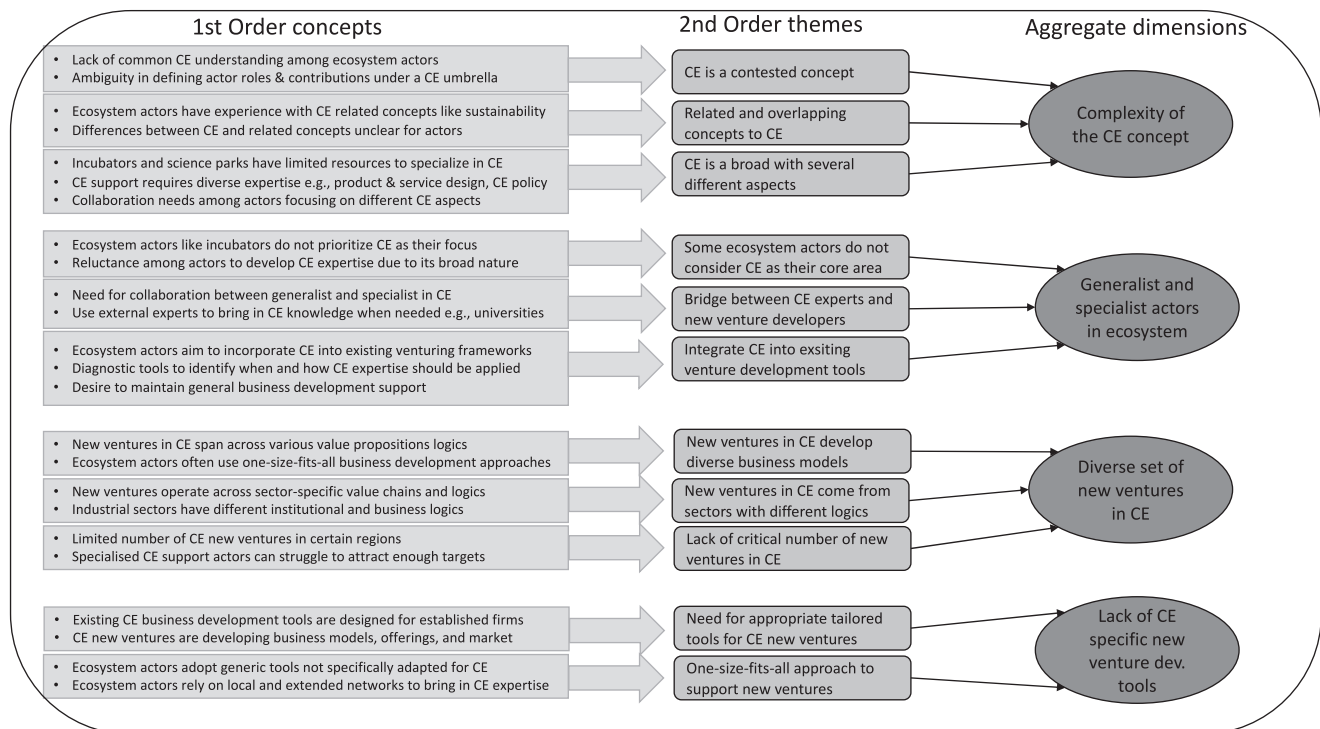 1st Order concepts
2nd Order themes
Aggregate dimensions
• Lack of common CE understanding among ecosystem actors
• Ambiguity in defining actor roles & contributions under a CE umbrella
CE is a contested concept
• Ecosystem actors have experience with CE related concepts like sustainability
• Differences between CE and related concepts unclear for actors
Related and overlapping
concepts to CE
• Incubators and science parks have limited resources to specialize in CE
• CE support requires diverse expertise e.g., product & service design, CE policy
• Collaboration needs among actors focusing on different CE aspects
CE is a broad with several
different aspects
Complexity of
the CE concept
• Ecosystem actors like incubators do not prioritize CE as their focus
• Reluctance among actors to develop CE expertise due to its broad nature
Some ecosystem actors do not
consider CE as their core area
• Need for collaboration between generalist and specialist in CE
• Use external experts to bring in CE knowledge when needed e.g., universities
Bridge between CE experts and
new venture developers
• Ecosystem actors aim to incorporate CE into existing venturing frameworks
• Diagnostic tools to identify when and how CE expertise should be applied
• Desire to maintain general business development support
Integrate CE into exsiting
venture development tools
Generalist and
specialist actors
in ecosystem
• New ventures in CE span across various value propositions logics
• Ecosystem actors often use one-size-fits-all business development approaches
New ventures in CE develop
diverse business models
• New ventures operate across sector-specific value chains and logics
• Industrial sectors have different institutional and business logics
New ventures in CE come from
sectors with different logics
• Limited number of CE new ventures in certain regions
• Specialised CE support actors can struggle to attract enough targets
Lack of critical number of new
ventures in CE
Diverse set of
new ventures
in CE
• Existing CE business development tools are designed for established firms
• CE new ventures are developing business models, offerings, and market
Need for appropriate tailored
tools for CE new ventures
• Ecosystem actors adopt generic tools not specifically adapted for CE
• Ecosystem actors rely on local and extended networks to bring in CE expertise
One-size-fits-all approach to
support new ventures
Lack of CE
specific new
venture dev.
tools